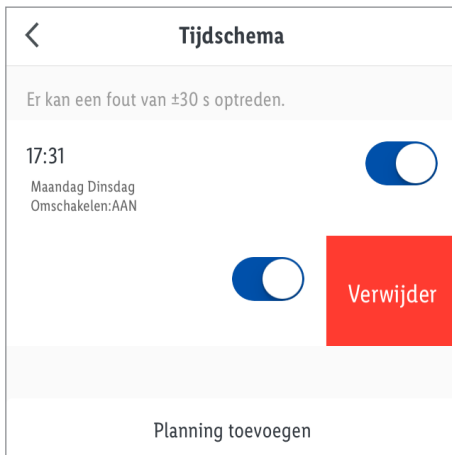 Tijdschema
Er kan een fout van ±30 s optreden.
17:31
Maandag Dinsdag
Omschakelen:AAN
Verwijder
Planning toevoegen